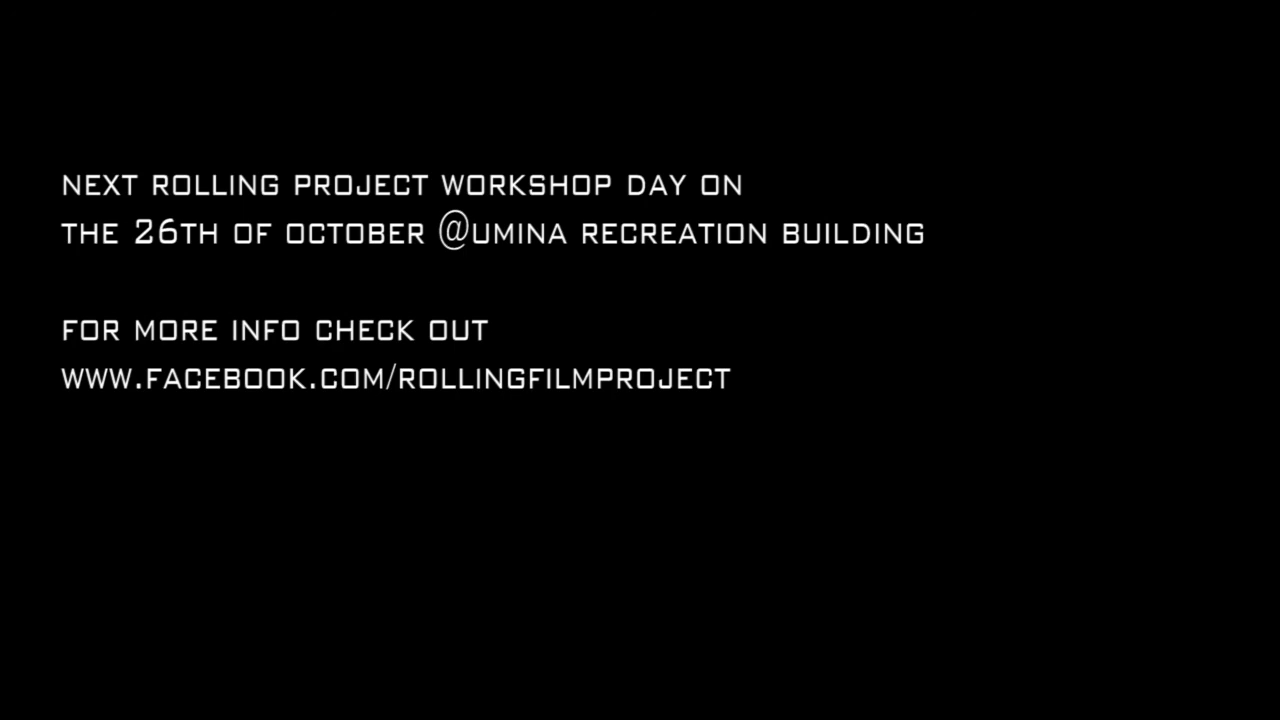 NEXT ROLLING PROJECT WORKSHOP DAY ON
THE 26TH OF OCTOBER @UMINA RECREATION BUILDING
FOR MORE INFO CHECK OUT
WWW.FACEBOOK.COM/ROLLINGFILMPROJECT